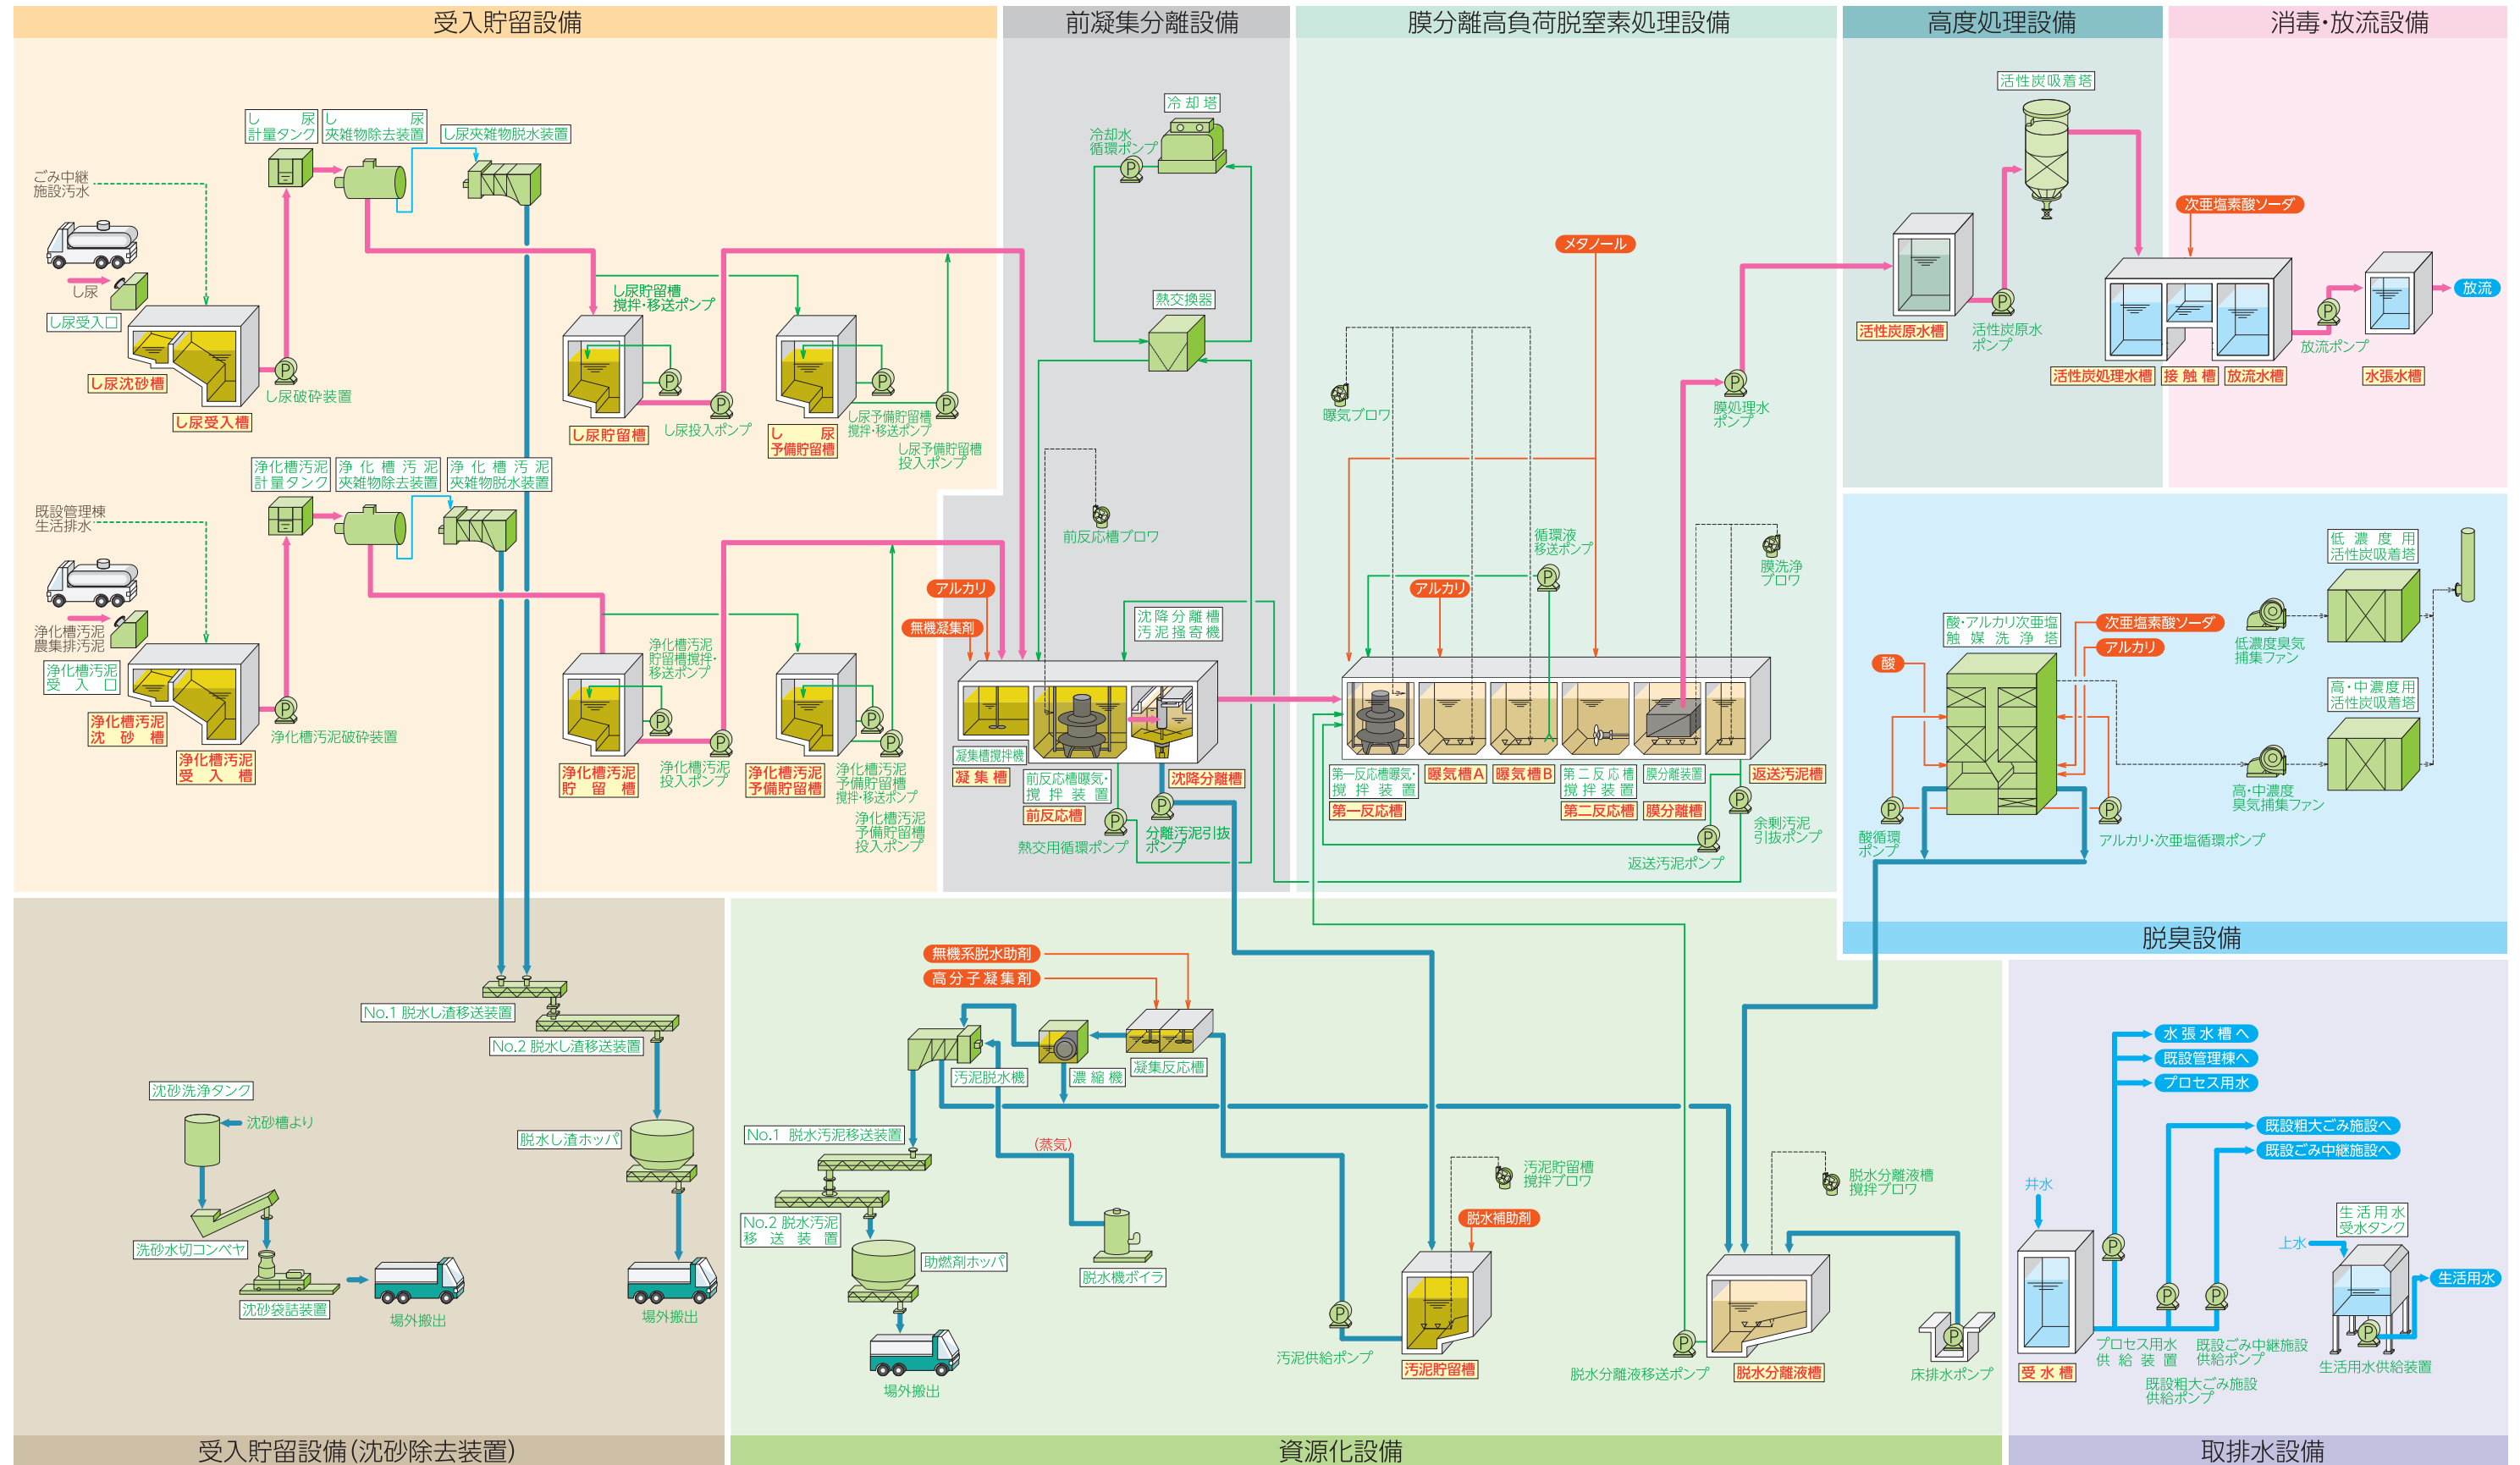 受入貯留設備
前凝集分離設備
膜分離高負荷脱窒素処理設備
高度処理設備
消毒・放流設備
し尿
計量タンク
し尿
夾雑物除去装置
し尿夾雑物脱水装置
ごみ中継
施設汚水
し尿
し尿受入口
し尿沈砂槽
し尿受入槽
し尿破砕装置
し尿貯留槽
撹拌・移送ポンプ
し尿貯留槽
し尿投入ポンプ
し尿
予備貯留槽
し尿予備貯留槽
撹拌・移送ポンプ
し尿予備貯留槽
投入ポンプ
浄化槽汚泥
計量タンク
浄化槽汚泥
夾雑物除去装置
浄化槽汚泥
夾雑物脱水装置
既設管理棟
生活排水
浄化槽汚泥
農集排汚泥
浄化槽汚泥
受入口
浄化槽汚泥
沈砂槽
浄化槽汚泥
受入槽
浄化槽汚泥破砕装置
浄化槽汚泥
貯留槽撹拌・
移送ポンプ
浄化槽汚泥
貯留槽
浄化槽汚泥
投入ポンプ
浄化槽汚泥
予備貯留槽
浄化槽汚泥
予備貯留槽
撹拌・移送ポンプ
浄化槽汚泥
予備貯留槽
投入ポンプ
冷却塔
冷却水
循環ポンプ
熱交換器
前反応槽ブロワ
アルカリ
無機凝集剤
沈降分離槽
汚泥掻寄機
凝集槽撹拌機
凝集槽
前反応槽曝気・
撹拌装置
前反応槽
沈降分離槽
熱交用循環ポンプ
分離汚泥引抜
ポンプ
メタノール
曝気ブロワ
膜処理水
ポンプ
循環液
移送ポンプ
アルカリ
膜洗浄
ブロワ
第一反応槽曝気・
撹拌装置
第一反応槽
曝気槽A
曝気槽B
第二反応槽
撹拌装置
第二反応槽
膜分離装置
膜分離槽
返送汚泥槽
余剰汚泥
引抜ポンプ
返送汚泥ポンプ
活性炭吸着塔
活性炭原水槽
活性炭原水
ポンプ
次亜塩素酸ソーダ
活性炭処理水槽
接触槽
放流水槽
放流ポンプ
水張水槽
放流
低濃度用
活性炭吸着塔
酸・アルカリ次亜塩
触媒洗浄塔
次亜塩素酸ソーダ
アルカリ
酸
低濃度臭気
捕集ファン
高・中濃度用
活性炭吸着塔
高・中濃度
臭気捕集ファン
酸循環
ポンプ
アルカリ・次亜塩循環ポンプ
脱臭設備
No.1 脱水し渣移送装置
No.2 脱水し渣移送装置
沈砂洗浄タンク
沈砂槽より
脱水し渣ホッパ
洗砂水切コンベヤ
沈砂袋詰装置
場外搬出
場外搬出
受入貯留設備(沈砂除去装置)
無機系脱水助剤
高分子凝集剤
汚泥脱水機
濃縮機
凝集反応槽
No.1 脱水汚泥移送装置
(蒸気)
No.2 脱水汚泥
移送装置
助燃剤ホッパ
脱水機ボイラ
場外搬出
汚泥貯留槽
撹拌ブロワ
脱水補助剤
汚泥供給ポンプ
汚泥貯留槽
脱水分離液槽
撹拌ブロワ
脱水分離液移送ポンプ
脱水分離液槽
床排水ポンプ
資源化設備
水張水槽へ
既設管理棟へ
プロセス用水
既設粗大ごみ施設へ
既設ごみ中継施設へ
井水
上水
生活用水
受水タンク
生活用水
受水槽
プロセス用水
供給装置
既設ごみ中継施設
供給ポンプ
既設粗大ごみ施設
供給ポンプ
生活用水供給装置
取排水設備